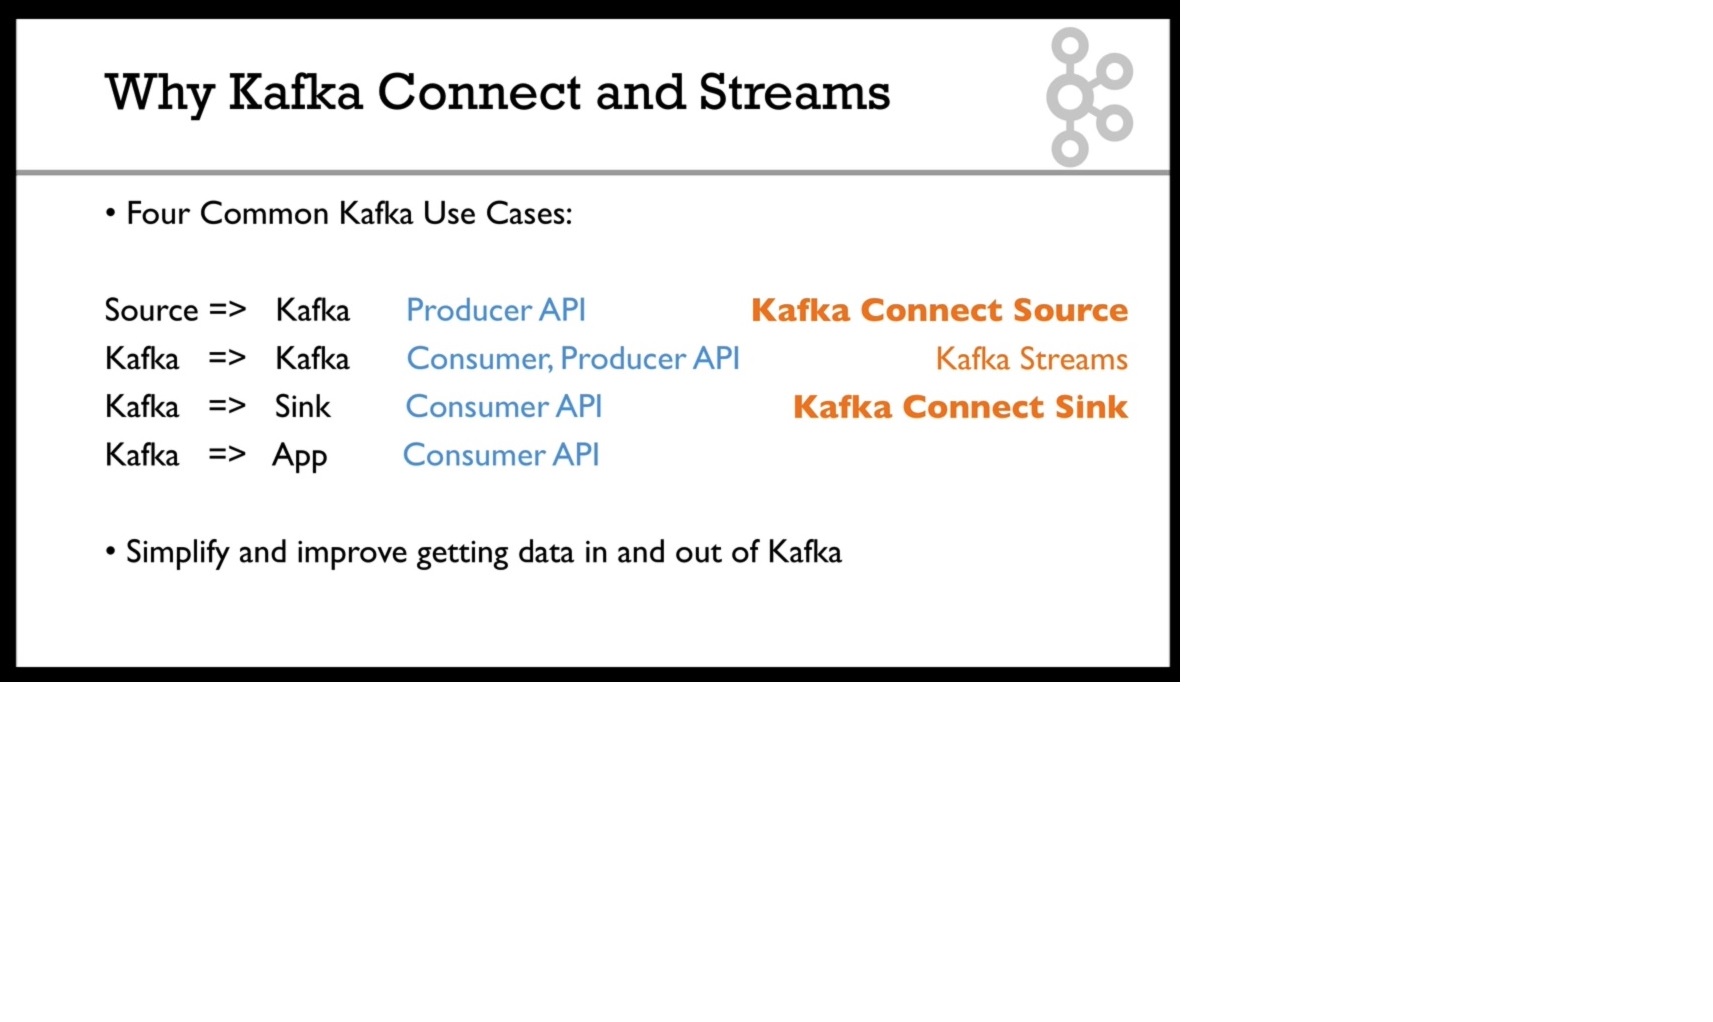 Why Kafka Connect and Streams
• Four Common Kafka Use Cases:
Source => Kafka Producer API Kafka Connect Source
Kafka => Kafka Consumer, Producer API Kafka Streams
Kafka => Sink Consumer API Kafka Connect Sink
Kafka => App Consumer API
• Simplify and improve getting data in and out of Kafka